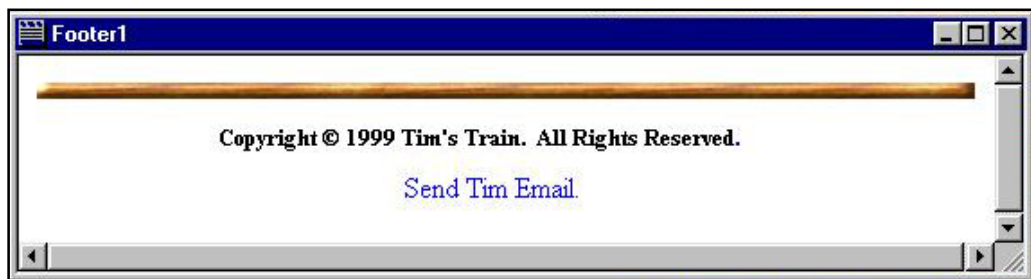 Footer1
Copyright © 1999 Tim's Train. All Rights Reserved.
Send Tim Email.